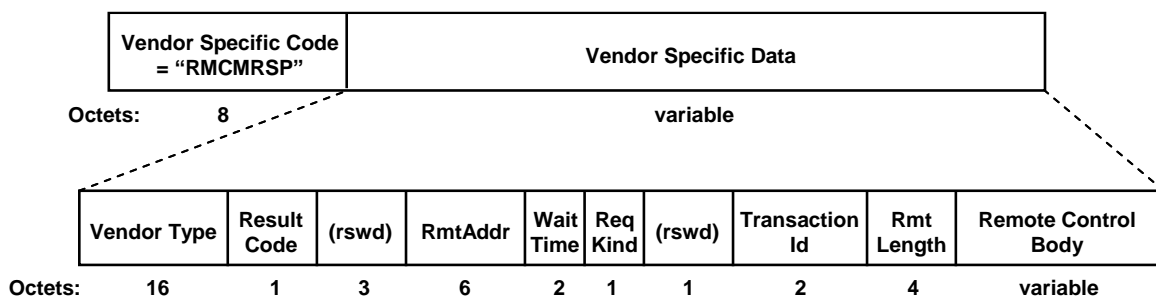 Vendor Specific Code
= “RMCMRSP”
Vendor Specific Data
Octets: 8 variable
Vendor Type
Result
Code
(rswd)
RmtAddr
Wait
Time
Req
Kind
(rswd)
Transaction
Id
Rmt
Length
Remote Control
Body
Octets: 16 1 3 6 2 1 1 2 4 variable